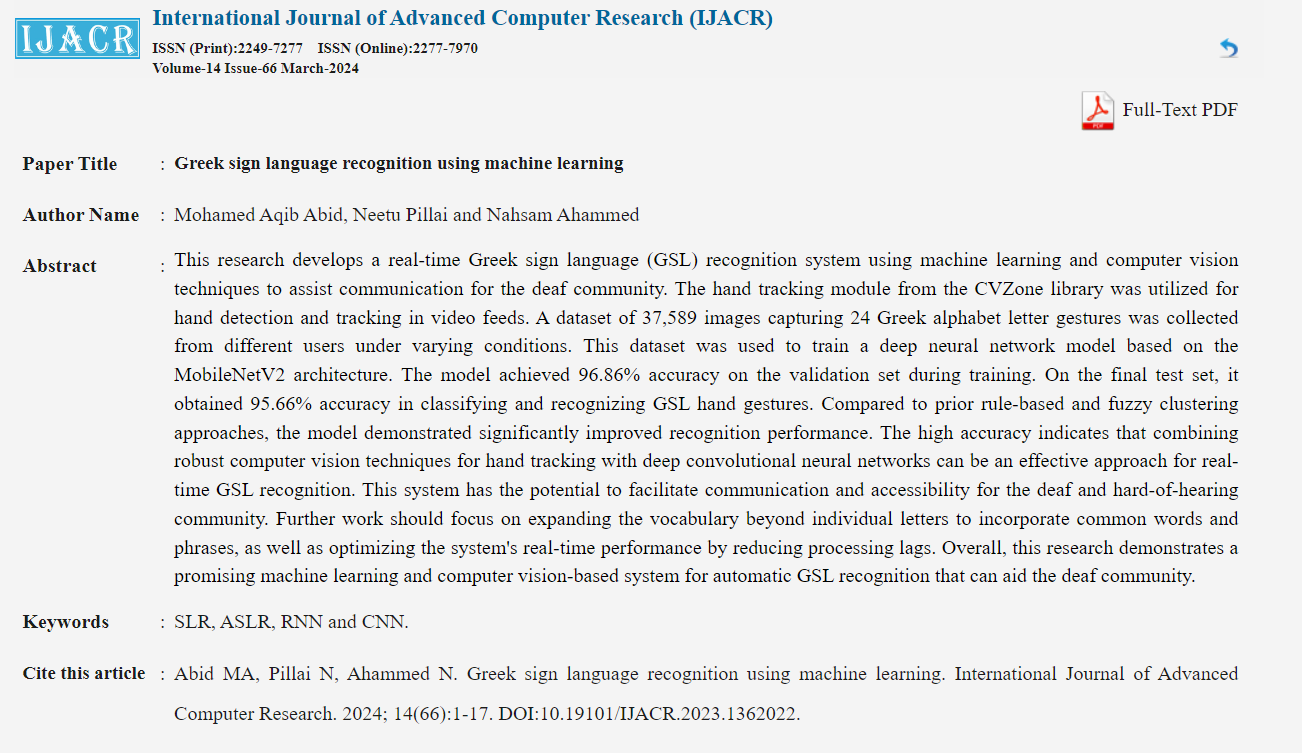 IJACR
International Journal of Advanced Computer Research (IJACR)
ISSN (Print):2249-7277 ISSN (Online):2277-7970
Volume-14 Issue-66 March-2024
PDF
Full-Text PDF
Paper Title : Greek sign language recognition using machine learning
Author Name : Mohamed Aqib Abid, Neetu Pillai and Nahsam Ahammed
Abstract : This research develops a real-time Greek sign language (GSL) recognition system using machine learning and computer vision
techniques to assist communication for the deaf community. The hand tracking module from the CVZone library was utilized for
hand detection and tracking in video feeds. A dataset of 37,589 images capturing 24 Greek alphabet letter gestures was collected
from different users under varying conditions. This dataset was used to train a deep neural network model based on the
MobileNetV2 architecture. The model achieved 96.86% accuracy on the validation set during training. On the final test set, it
obtained 95.66% accuracy in classifying and recognizing GSL hand gestures. Compared to prior rule-based and fuzzy clustering
approaches, the model demonstrated significantly improved recognition performance. The high accuracy indicates that combining
robust computer vision techniques for hand tracking with deep convolutional neural networks can be an effective approach for real-
time GSL recognition. This system has the potential to facilitate communication and accessibility for the deaf and hard-of-hearing
community. Further work should focus on expanding the vocabulary beyond individual letters to incorporate common words and
phrases, as well as optimizing the system's real-time performance by reducing processing lags. Overall, this research demonstrates a
promising machine learning and computer vision-based system for automatic GSL recognition that can aid the deaf community.
Keywords : SLR, ASLR, RNN and CNN.
Cite this article : Abid MA, Pillai N, Ahammed N. Greek sign language recognition using machine learning. International Journal of Advanced
Computer Research. 2024; 14(66):1-17. DOI:10.19101/IJACR.2023.1362022.